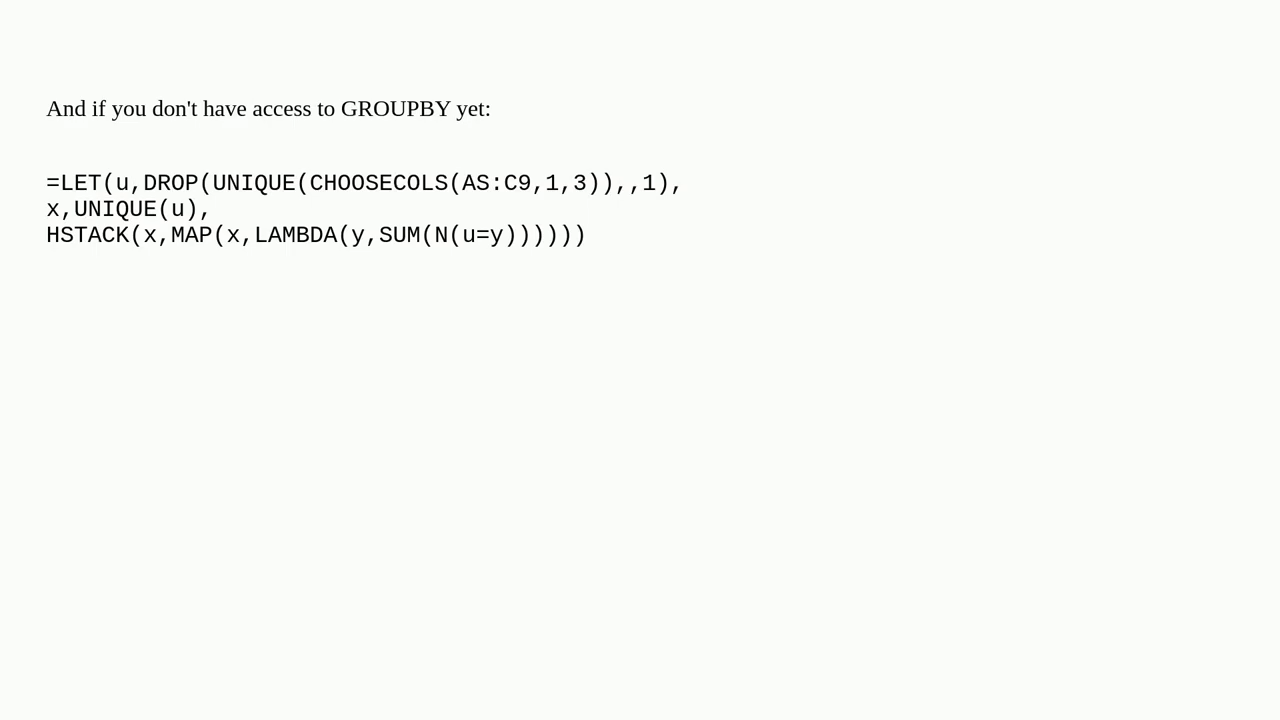 And if you don't have access to GROUPBY yet:
=LET(u,DROP(UNIQUE(CHOOSECOLS(AS:C9,1,3)),,1),
x,UNIQUE(u),
HSTACK(x,MAP(x,LAMBDA(y,SUM(N(u=y))))))